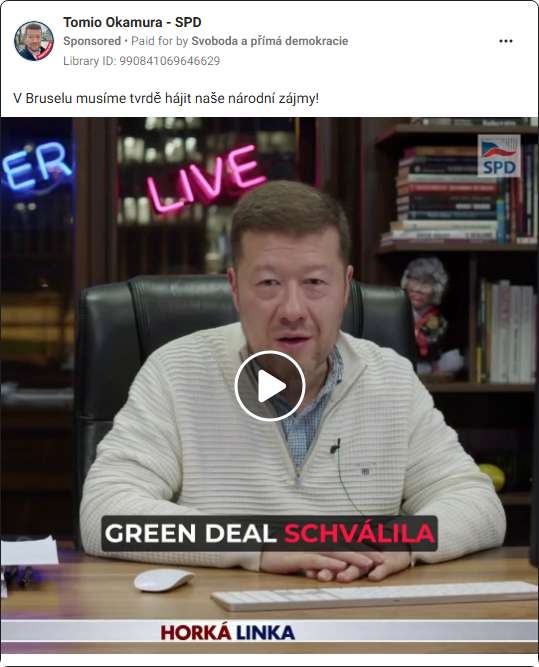 Tomio Okamura - SPD
Sponsored • Paid for by Svoboda a přímá demokracie
Library ID: 990841069646629
V Bruselu musíme tvrdě hájit naše národní zájmy!
ER
LIVE
SPD
GREEN DEAL SCHVÁLILA
HORKÁ LINKA